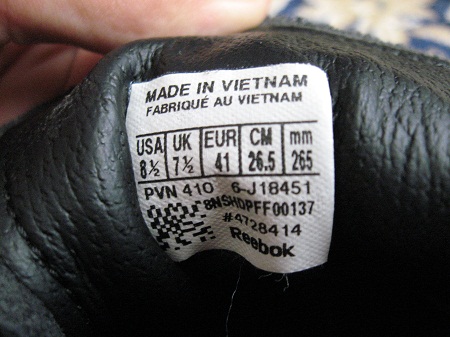 MADE IN VIETNAM
FABRIQUÉ AU VIETNAM
USA UK EUR CM mm
8½ 7½ 41 26.5 265
PVN 410 6-J18451
8NSHDPFF00137
#4728414
Reebok